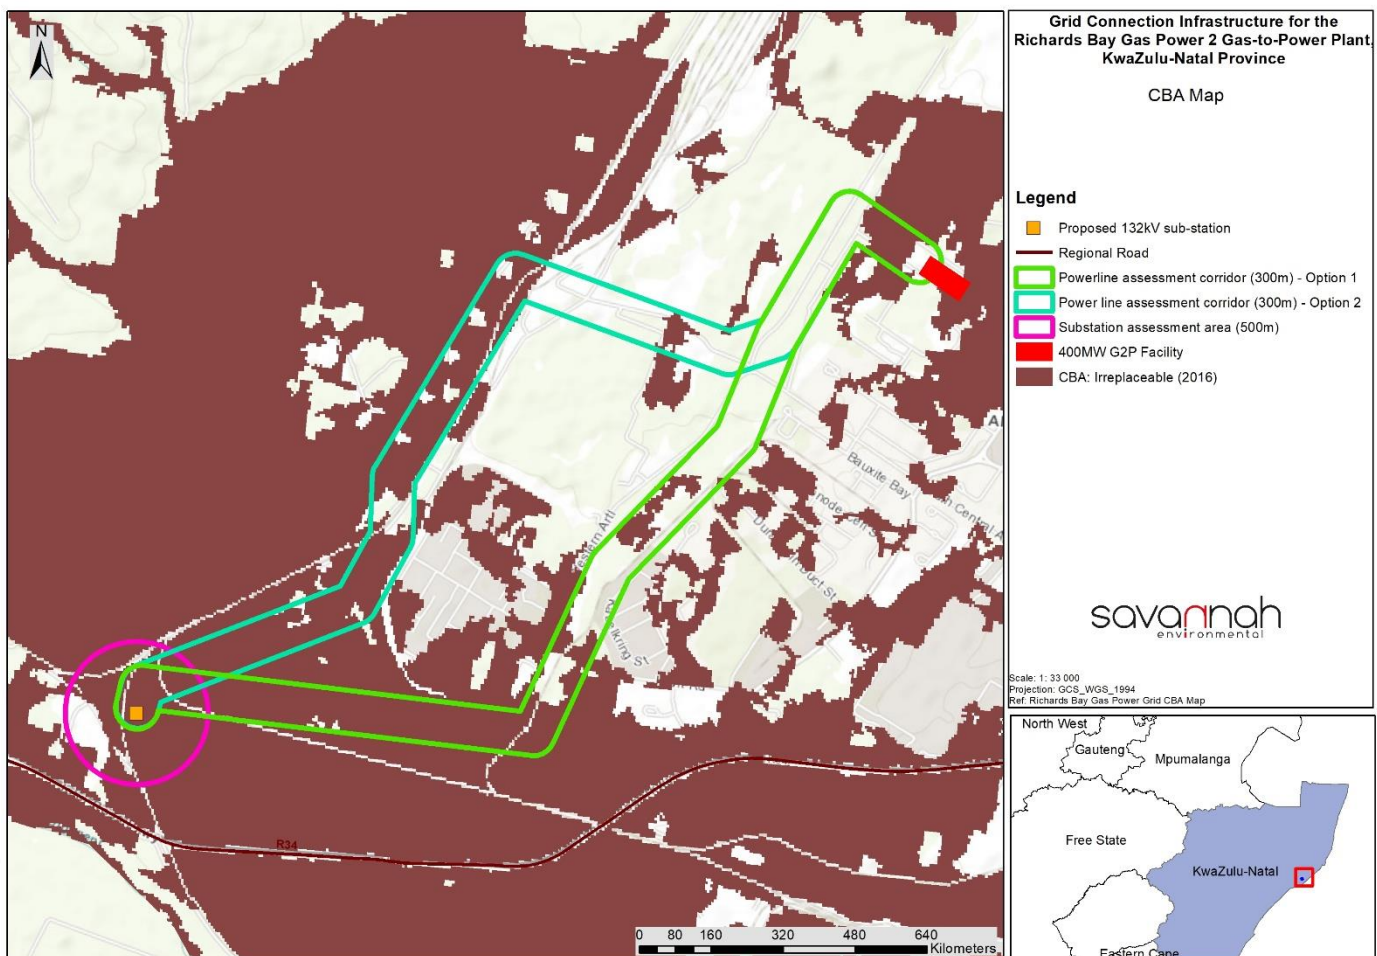 N
Bauxite Bay
R34
0 80 160 320 480 640
Kilometers
Grid Connection Infrastructure for the
Richards Bay Gas Power 2 Gas-to-Power Plant,
KwaZulu-Natal Province
CBA Map
Legend
Proposed 132kV sub-station
Regional Road
Powerline assessment corridor (300m) - Option 1
Power line assessment corridor (300m) - Option 2
Substation assessment area (500m)
400MW G2P Facility
CBA: Irreplaceable (2016)
savannah
environmental
Scale: 1: 33 000
Projection: GCS_WGS_1994
Ref: Richards Bay Gas Power Grid CBA Map
North West
Gauteng
Mpumalanga
Free State
KwaZulu-Natal
Eastern Cape